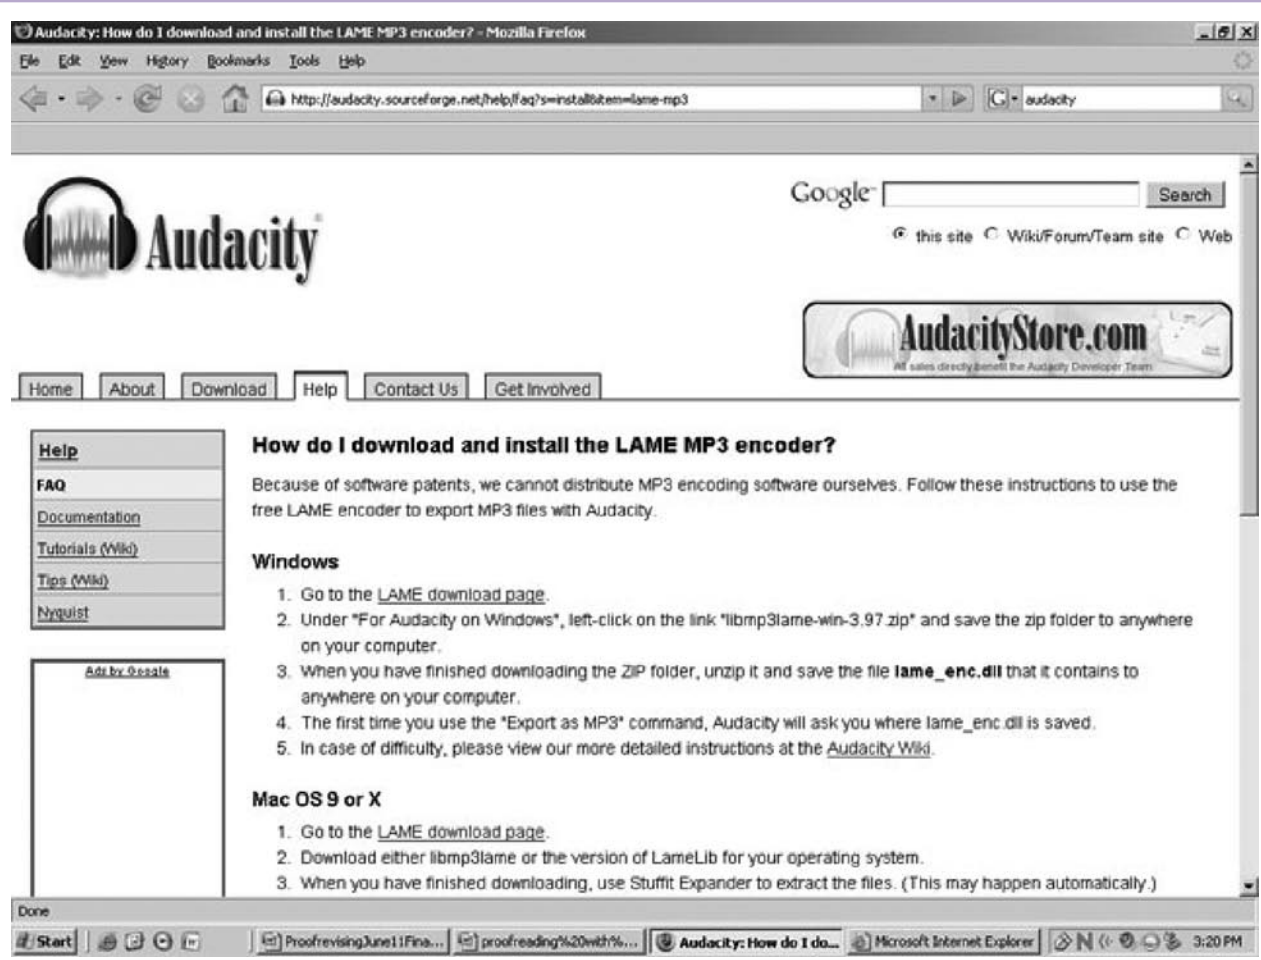 Audacity: How do I download and install the LAME MP3 encoder? - Mozilla Firefox
File Edit View History Bookmarks Tools Help
http://audacity.sourceforge.net/help/faq?s=install&item=lame-mp3
G audacity
Audacity
Google
Search
this site Wiki/Forum/Team site Web
AudacityStore.com
All sales directly benefit the Audacity Developer Team
Home About Download Help Contact Us Get Involved
Help
FAQ
Documentation
Tutorials (Wiki)
Tips (Wiki)
Nyquist
Ads by Google
How do I download and install the LAME MP3 encoder?
Because of software patents, we cannot distribute MP3 encoding software ourselves. Follow these instructions to use the
free LAME encoder to export MP3 files with Audacity.
Windows
1. Go to the LAME download page.
2. Under "For Audacity on Windows", left-click on the link "libmp3lame-win-3.97.zip" and save the zip folder to anywhere
on your computer.
3. When you have finished downloading the ZIP folder, unzip it and save the file lame_enc.dll that it contains to
anywhere on your computer.
4. The first time you use the "Export as MP3" command, Audacity will ask you where lame_enc.dll is saved.
5. In case of difficulty, please view our more detailed instructions at the Audacity Wiki.
Mac OS 9 or X
1. Go to the LAME download page.
2. Download either libmp3lame or the version of LameLib for your operating system.
3. When you have finished downloading, use Stuffit Expander to extract the files. (This may happen automatically.)
Done
Start ProofrevisingJune11Fina... proofreading%20with%... Audacity: How do I do... Microsoft Internet Explorer 3:20 PM